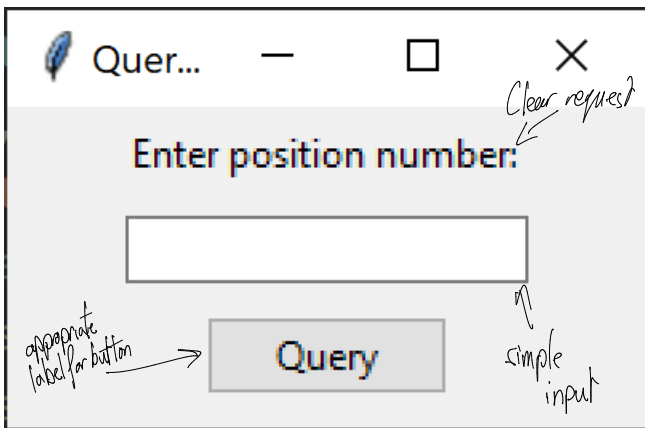 Quer...
Clear request
Enter position number:
appropriate
label for button
Query
simple
input